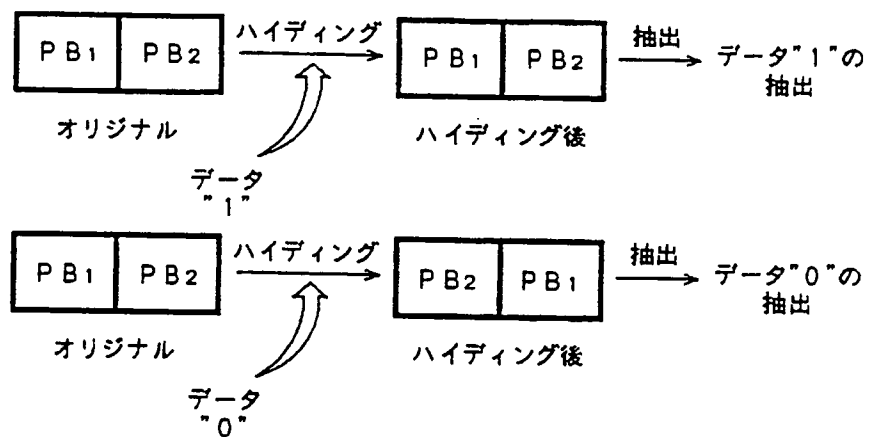 PB1 PB2 ハイディング PB1 PB2 抽出 データ"1"の
抽出
オリジナル ハイディング後
データ
"1"
PB1 PB2 ハイディング PB2 PB1 抽出 データ"0"の
抽出
オリジナル ハイディング後
データ
"0"